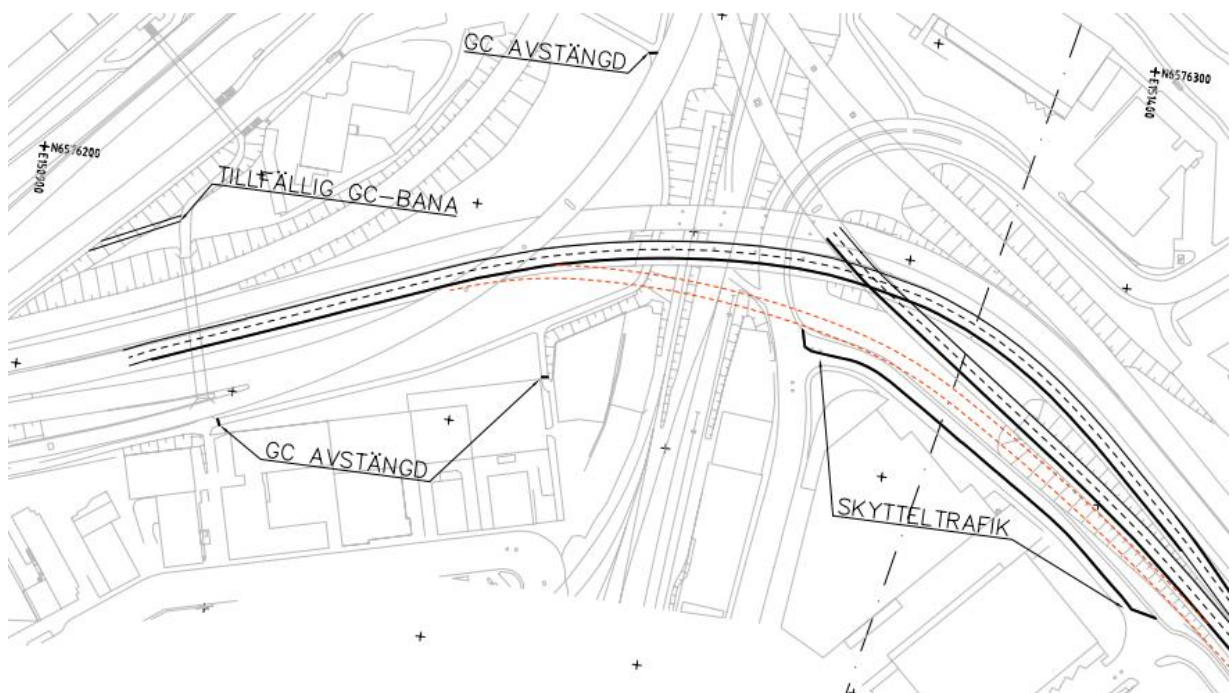 GC AVSTÄNGD
N6576300
E151400
N6576200
E150900
TILLFÄLLIG GC-BANA
GC AVSTÄNGD
SKYTTELTRAFIK